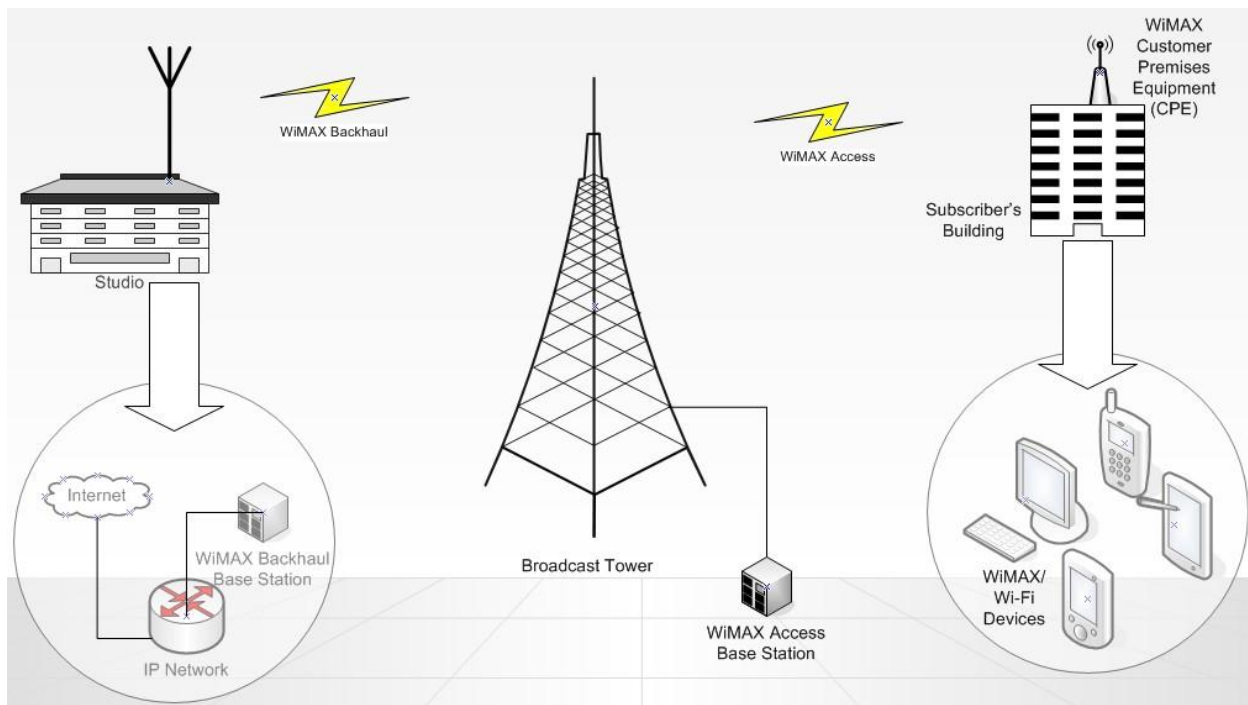 WiMAX
Customer
Premises
Equipment
(CPE)
WiMAX Backhaul
WiMAX Access
Subscriber's
Building
Studio
Internet
WiMAX Backhaul
Base Station
IP Network
Broadcast Tower
WiMAX Access
Base Station
WiMAX/
Wi-Fi
Devices